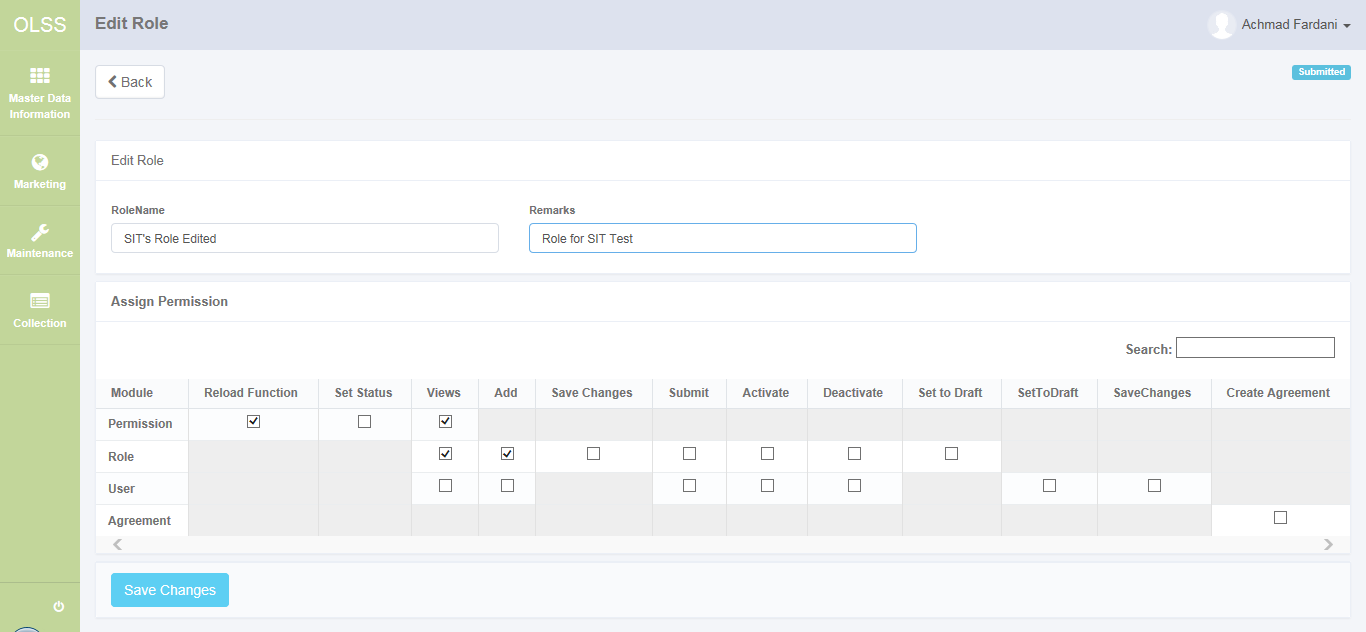 OLSS
Edit Role
Achmad Fardani
Master Data
Information
Marketing
Maintenance
Collection
Back
Submitted
Edit Role
RoleName
Remarks
SIT's Role Edited
Role for SIT Test
Assign Permission
Search:
Module Reload Function Set Status Views Add Save Changes Submit Activate Deactivate Set to Draft SetToDraft SaveChanges Create Agreement
Permission
Role
User
Agreement
Save Changes